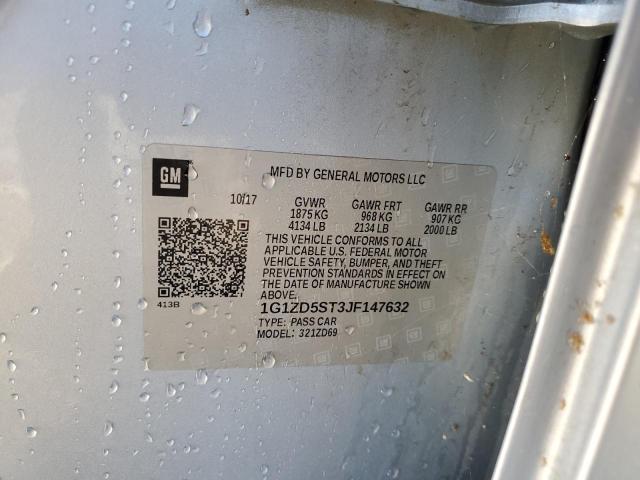 GM
MFD BY GENERAL MOTORS LLC
10/17 GVWR GAWR FRT GAWR RR
1875 KG 968 KG 907 KG
4134 LB 2134 LB 2000 LB
THIS VEHICLE CONFORMS TO ALL
APPLICABLE U.S. FEDERAL MOTOR
VEHICLE SAFETY, BUMPER, AND THEFT
PREVENTION STANDARDS IN EFFECT ON
THE DATE OF MANUFACTURE SHOWN
ABOVE.
413B
1G1ZD5ST3JF147632
TYPE: PASS CAR
MODEL: 321ZD69